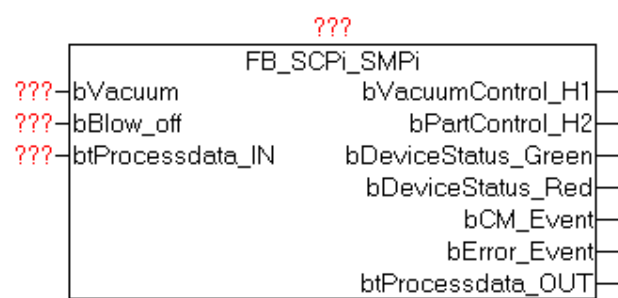 ???
FB_SCPi_SMPi
???bVacuum bVacuumControl_H1
???bBlow_off bPartControl_H2
???btProcessdata_IN bDeviceStatus_Green
bDeviceStatus_Red
bCM_Event
bError_Event
btProcessdata_OUT